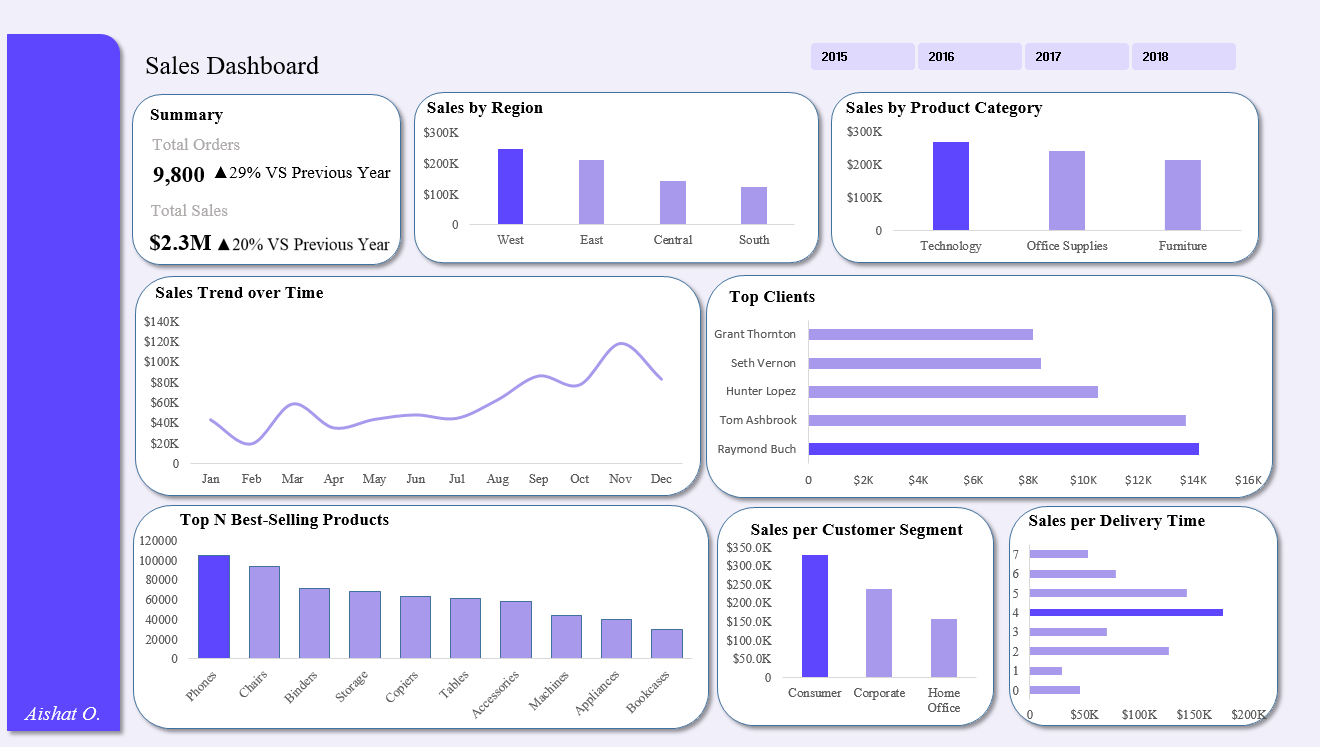 Sales Dashboard
2015 2016 2017 2018
Summary
Total Orders
9,800 ▲29% VS Previous Year
Total Sales
$2.3M ▲20% VS Previous Year
Sales by Region
$300K
$200K
$100K
0
West East Central South
Sales by Product Category
$300K
$200K
$100K
0
Technology Office Supplies Furniture
Sales Trend over Time
$140K
$120K
$100K
$80K
$60K
$40K
$20K
0
Jan Feb Mar Apr May Jun Jul Aug Sep Oct Nov Dec
Top Clients
Grant Thornton
Seth Vernon
Hunter Lopez
Tom Ashbrook
Raymond Buch
0 $2K $4K $6K $8K $10K $12K $14K $16K
Top N Best-Selling Products
120000
100000
80000
60000
40000
20000
0
Phones Chairs Binders Storage Copiers Tables Accessories Machines Appliances Bookcases
Sales per Customer Segment
$350.0K
$300.0K
$250.0K
$200.0K
$150.0K
$100.0K
$50.0K
0
Consumer Corporate Home
Office
Sales per Delivery Time
7
6
5
4
3
2
1
0
0 $50K $100K $150K $200K
Aishat O.